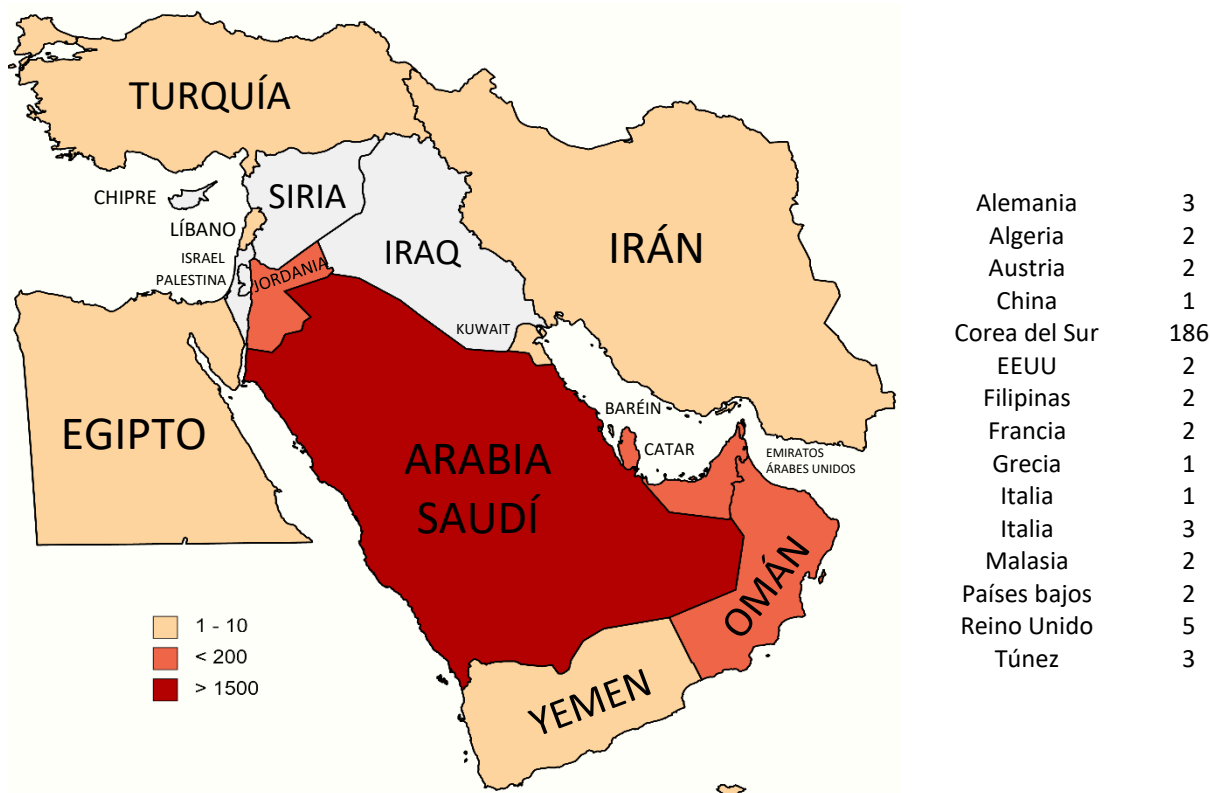 TURQUÍA
CHIPRE
SIRIA
LÍBANO
ISRAEL
PALESTINA
JORDANIA
IRAQ
IRÁN
KUWAIT
EGIPTO
BARÉIN
CATAR
EMIRATOS
ÁRABES UNIDOS
ARABIA
SAUDÍ
OMÁN
YEMEN
1 - 10
< 200
> 1500
Alemania 3
Algeria 2
Austria 2
China 1
Corea del Sur 186
EEUU 2
Filipinas 2
Francia 2
Grecia 1
Italia 1
Italia 3
Malasia 2
Países bajos 2
Reino Unido 5
Túnez 3